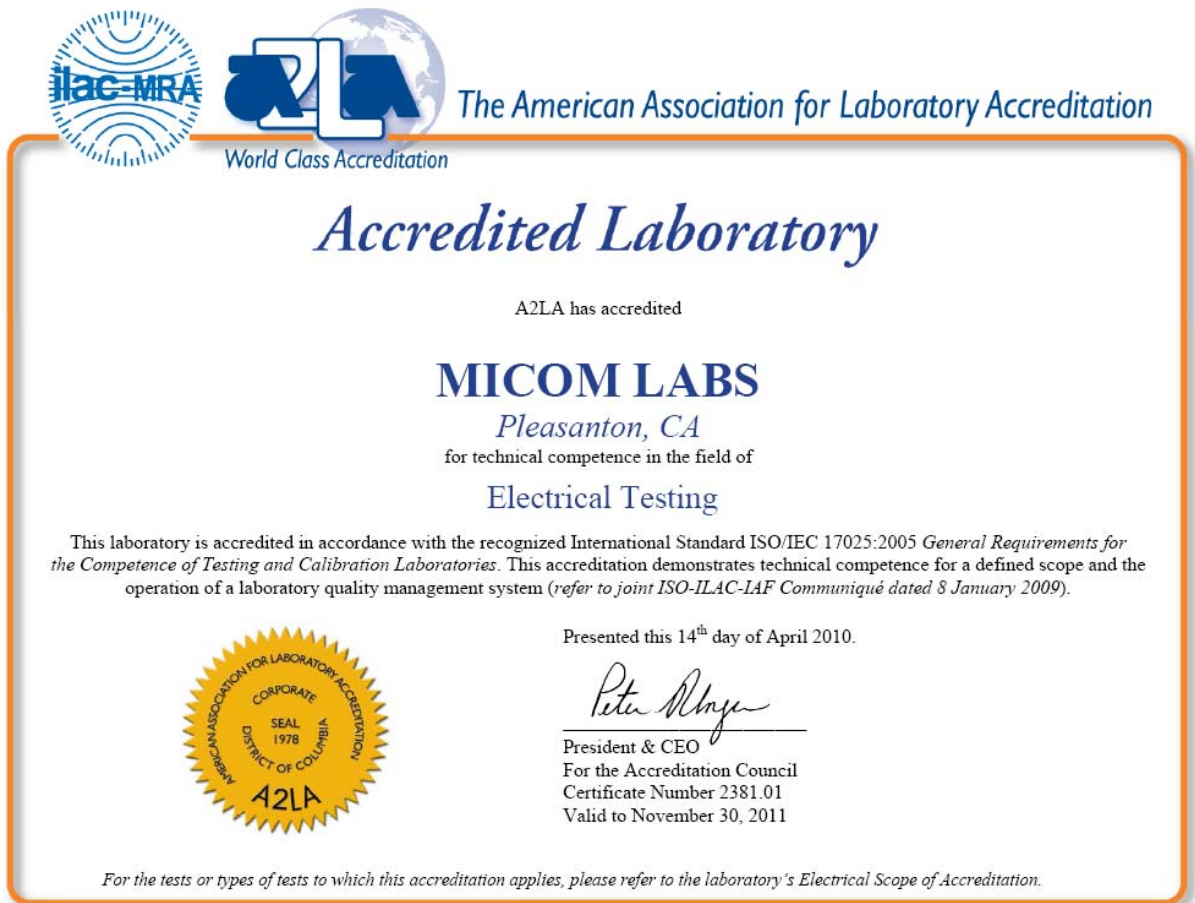 ilac-MRA
A2LA
The American Association for Laboratory Accreditation
World Class Accreditation
Accredited Laboratory
A2LA has accredited
MICOM LABS
Pleasanton, CA
for technical competence in the field of
Electrical Testing
This laboratory is accredited in accordance with the recognized International Standard ISO/IEC 17025:2005 General Requirements for
the Competence of Testing and Calibration Laboratories. This accreditation demonstrates technical competence for a defined scope and the
operation of a laboratory quality management system (refer to joint ISO-ILAC-IAF Communiqué dated 8 January 2009).
Presented this 14th day of April 2010.
President & CEO
For the Accreditation Council
Certificate Number 2381.01
Valid to November 30, 2011
AMERICAN ASSOCIATION FOR LABORATORY ACCREDITATION
CORPORATE
SEAL
1978
DISTRICT OF COLUMBIA
A2LA
For the tests or types of tests to which this accreditation applies, please refer to the laboratory's Electrical Scope of Accreditation.